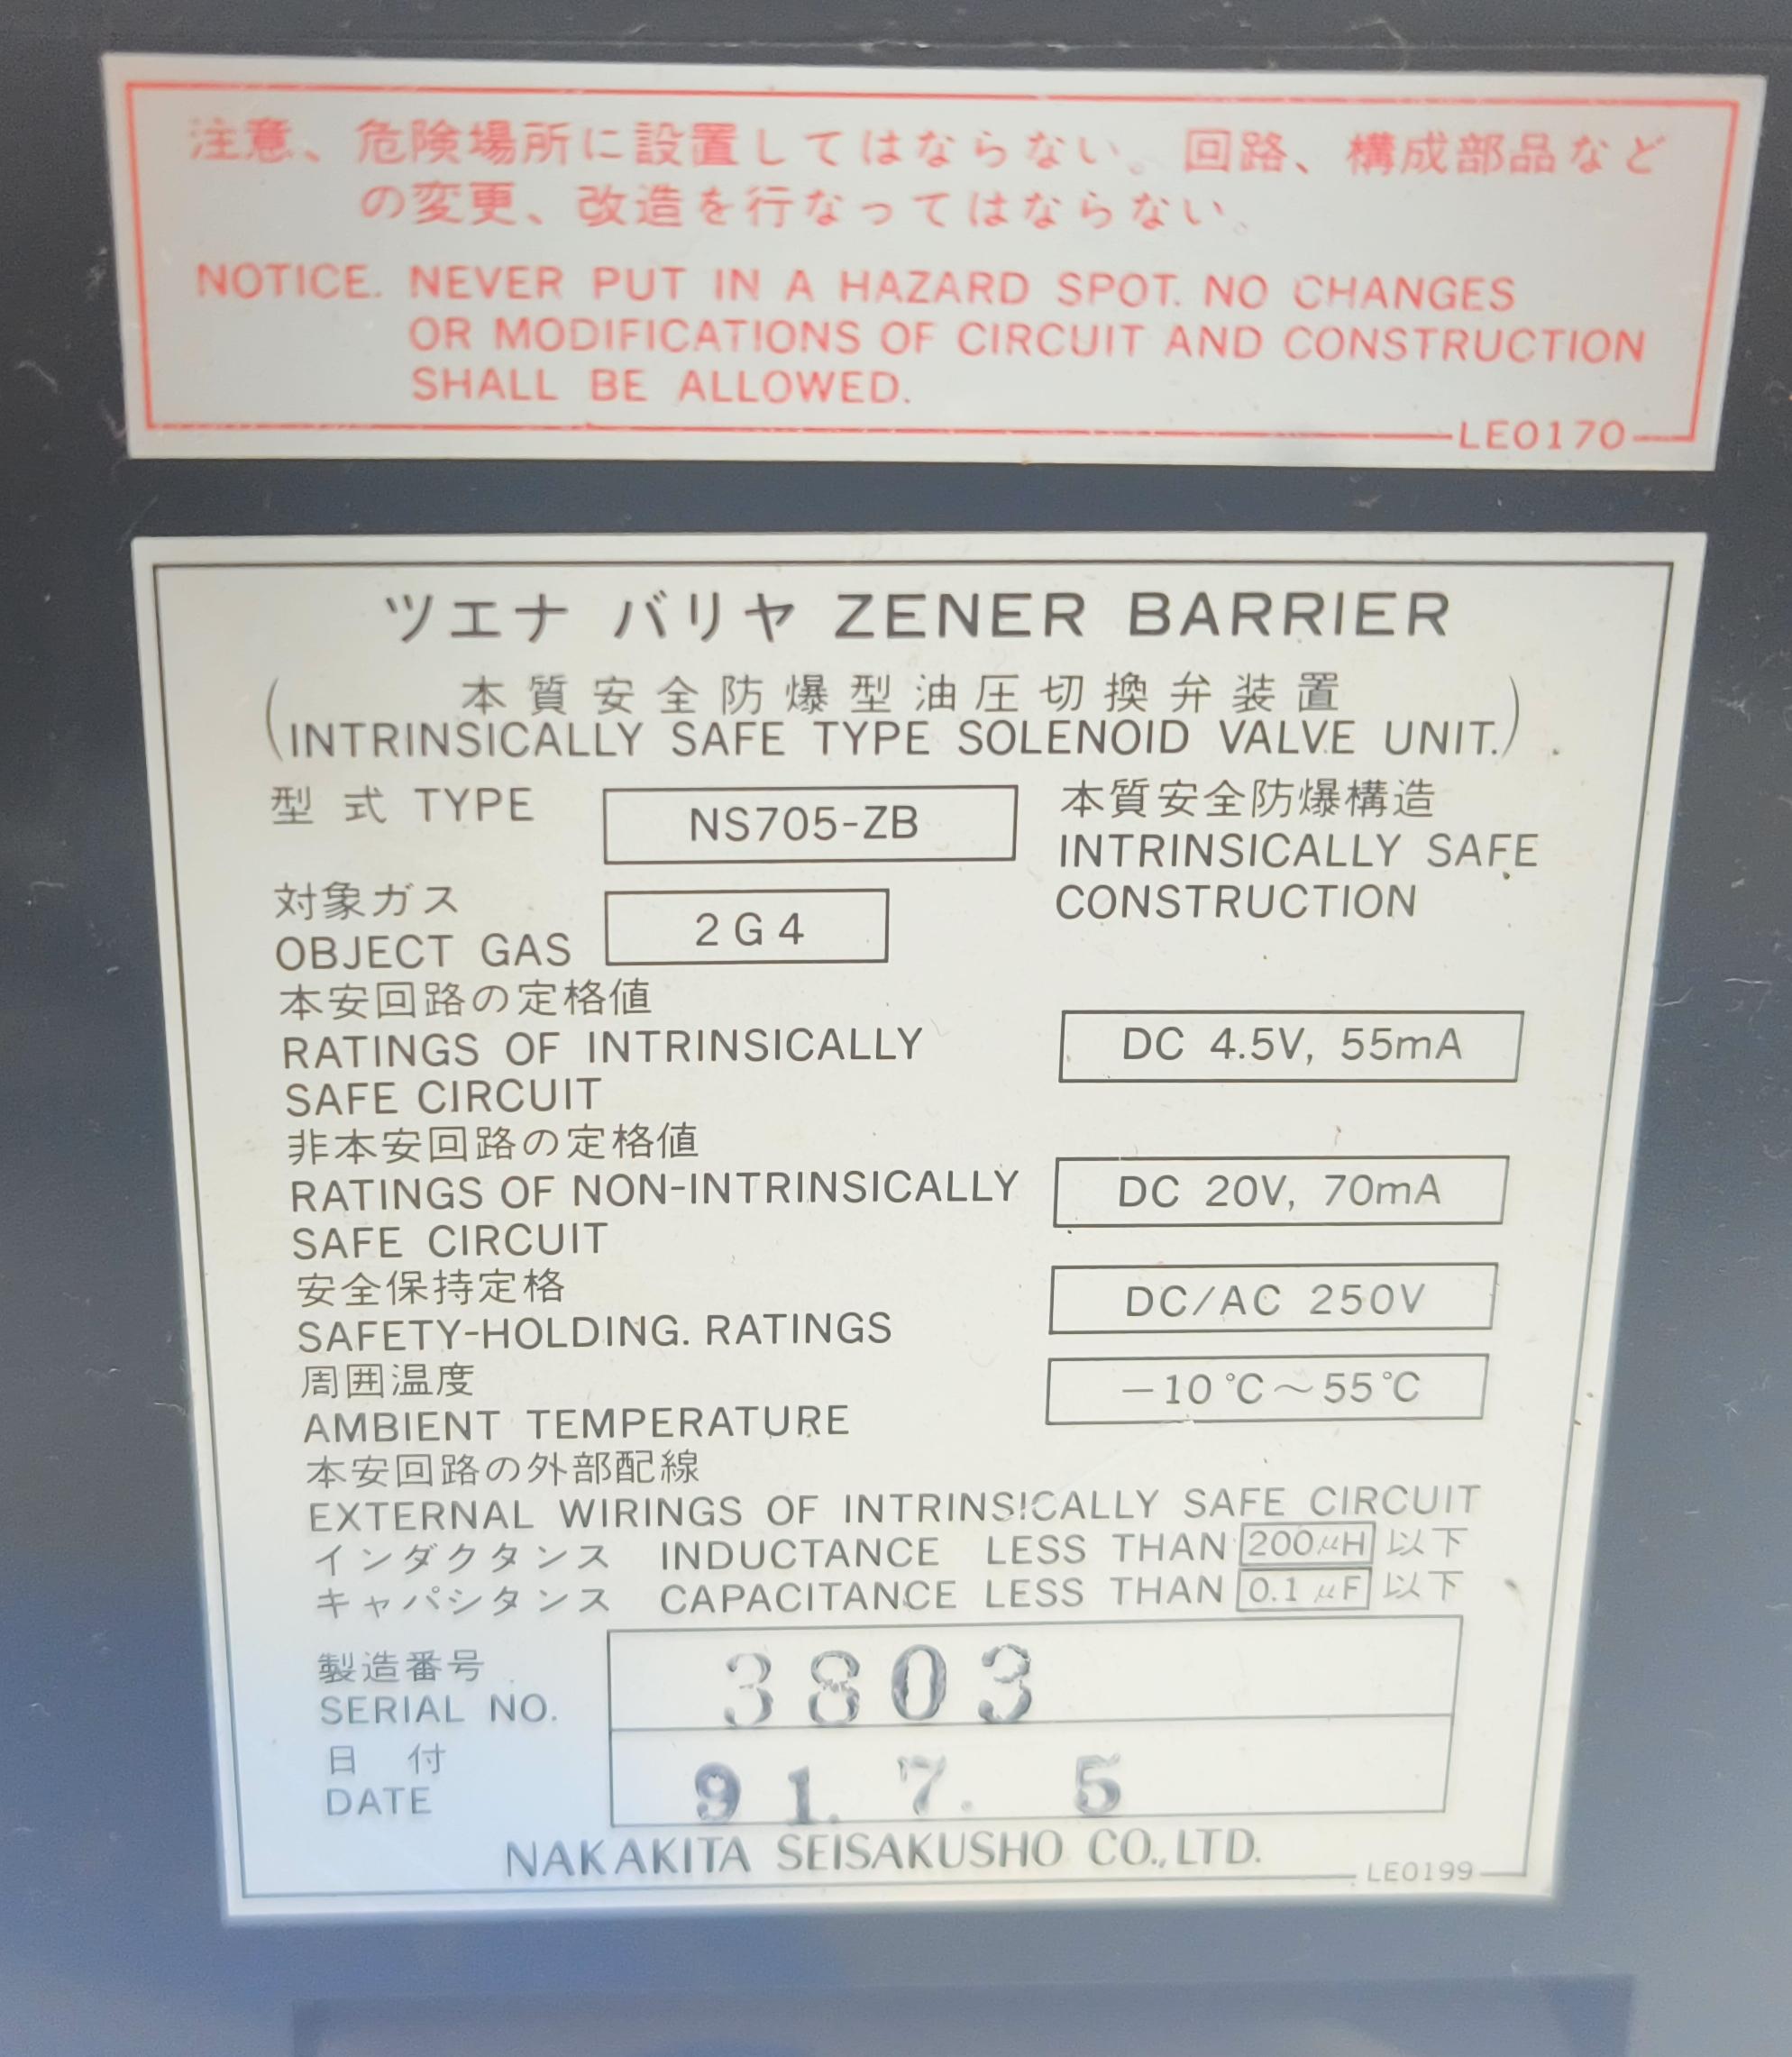 注意、危険場所に設置してはならない。回路、構成部品など
の変更、改造を行なってはならない。
NOTICE. NEVER PUT IN A HAZARD SPOT. NO CHANGES
OR MODIFICATIONS OF CIRCUIT AND CONSTRUCTION
SHALL BE ALLOWED.
LE0170
ツエナ バリヤ ZENER BARRIER
(本質安全防爆型油圧切換弁装置
INTRINSICALLY SAFE TYPE SOLENOID VALVE UNIT.)
型式 TYPE NS705-ZB
本質安全防爆構造
INTRINSICALLY SAFE
CONSTRUCTION
対象ガス
OBJECT GAS 2G4
本安回路の定格値
RATINGS OF INTRINSICALLY DC 4.5V, 55mA
SAFE CIRCUIT
非本安回路の定格値
RATINGS OF NON-INTRINSICALLY DC 20V, 70mA
SAFE CIRCUIT
安全保持定格
SAFETY-HOLDING. RATINGS DC/AC 250V
周囲温度
AMBIENT TEMPERATURE −10℃～55℃
本安回路の外部配線
EXTERNAL WIRINGS OF INTRINSICALLY SAFE CIRCUIT
インダクタンス INDUCTANCE LESS THAN 200μH 以下
キャパシタンス CAPACITANCE LESS THAN 0.1μF 以下
製造番号
SERIAL NO. 3803
日付
DATE 91. 7. 5
NAKAKITA SEISAKUSHO CO.,LTD.
LE0199